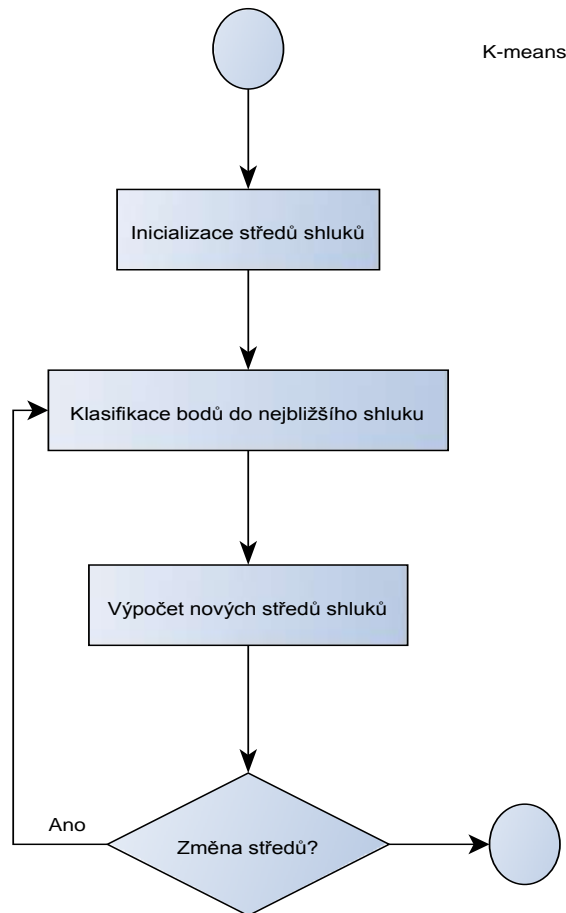 K-means
Inicializace středů shluků
Klasifikace bodů do nejbližšího shluku
Výpočet nových středů shluků
Ano
Změna středů?